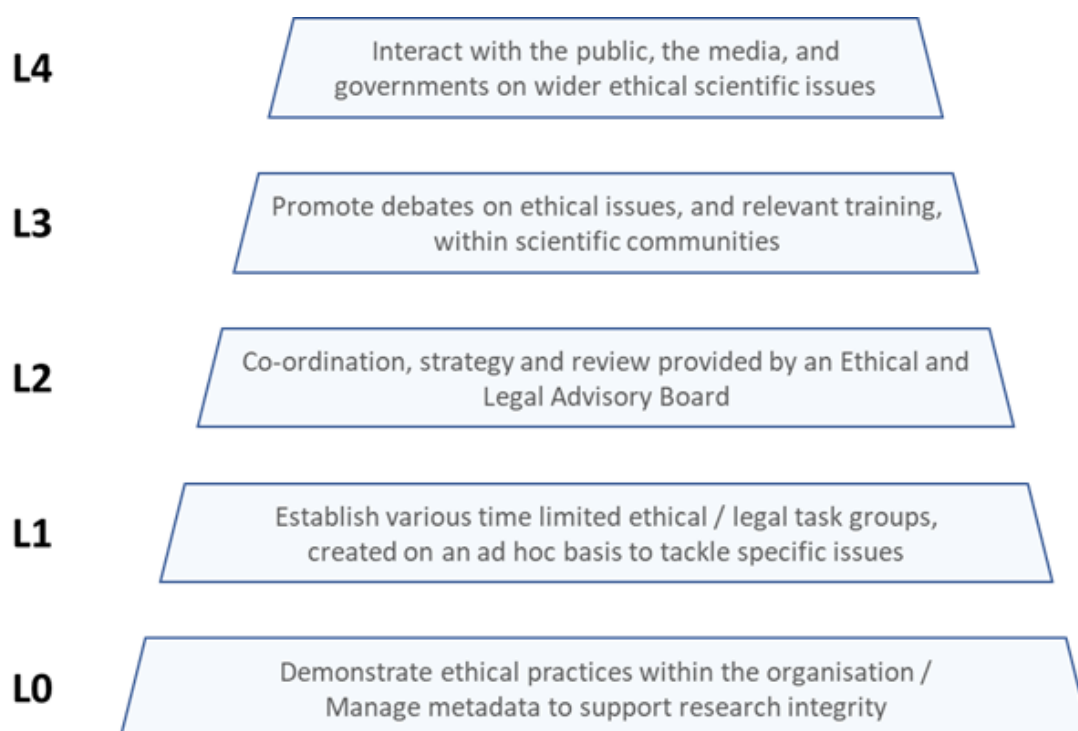 L4
Interact with the public, the media, and
governments on wider ethical scientific issues
L3
Promote debates on ethical issues, and relevant training,
within scientific communities
L2
Co-ordination, strategy and review provided by an Ethical and
Legal Advisory Board
L1
Establish various time limited ethical / legal task groups,
created on an ad hoc basis to tackle specific issues
L0
Demonstrate ethical practices within the organisation /
Manage metadata to support research integrity